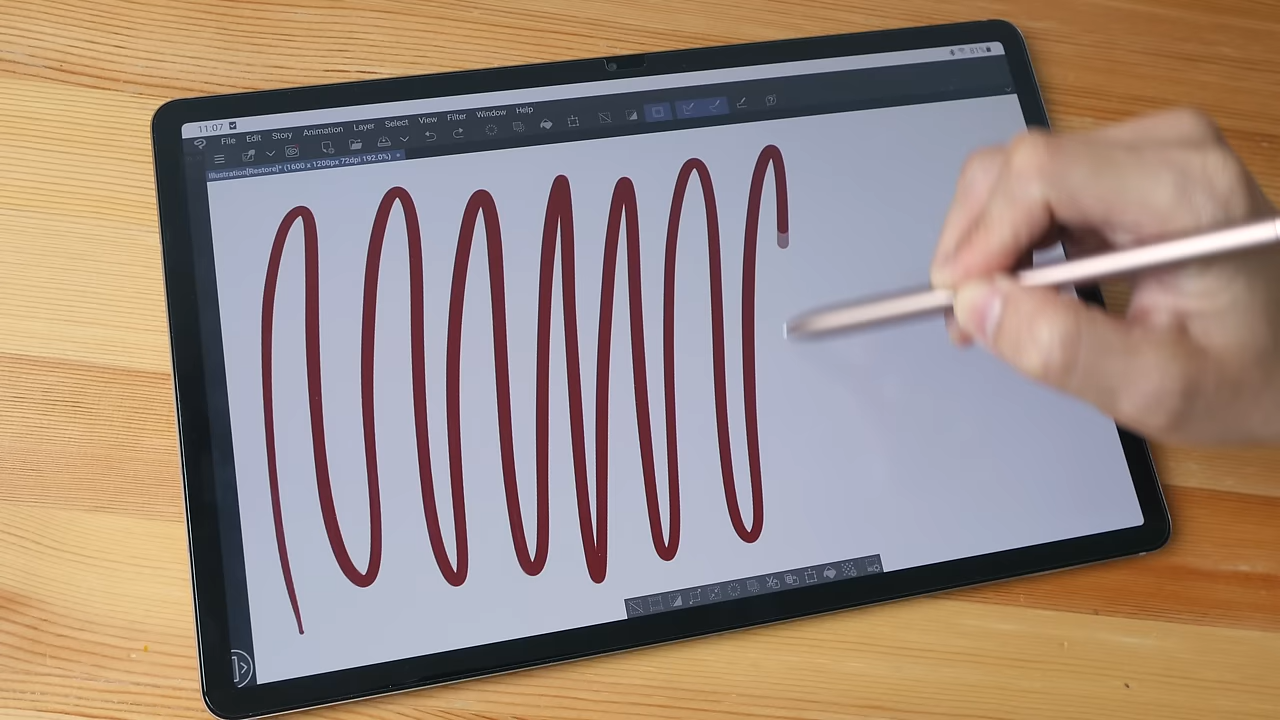 11:07
81%
File Edit Story Animation Layer Select View Filter Window Help
Illustration[Restore]* (1600 x 1200px 72dpi 192.0%)